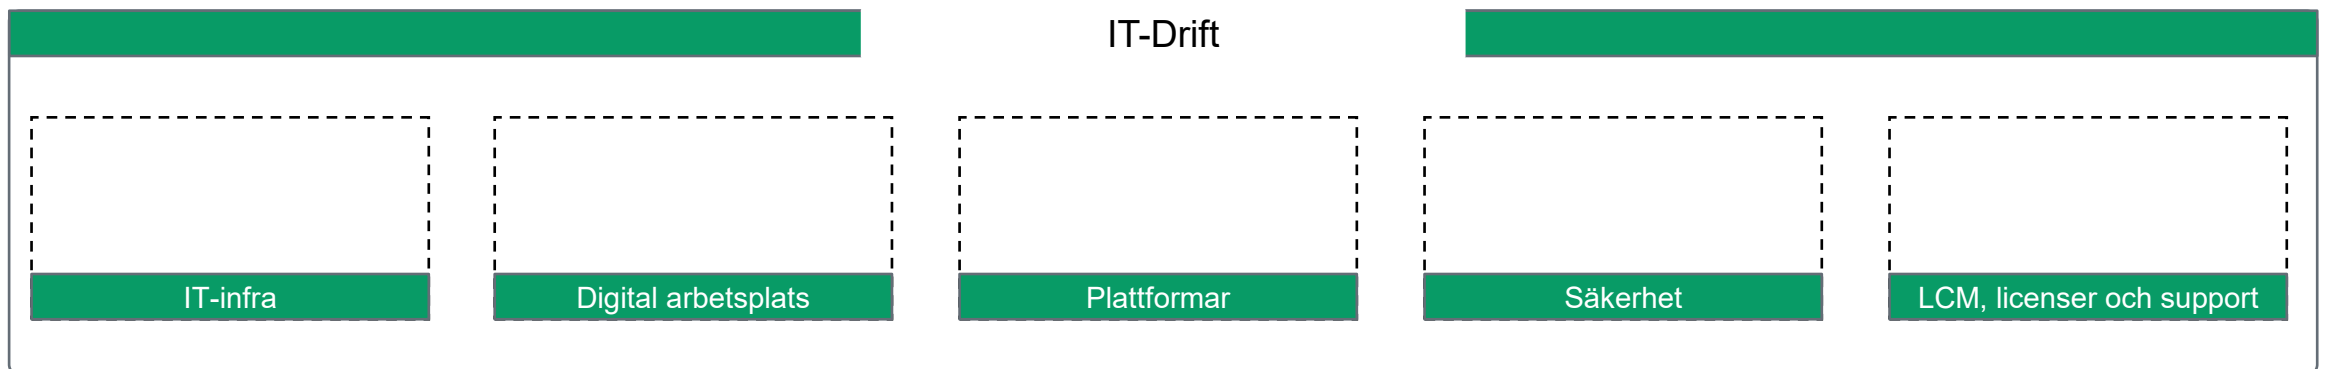 IT-Drift
IT-infra
Digital arbetsplats
Plattformar
Säkerhet
LCM, licenser och support